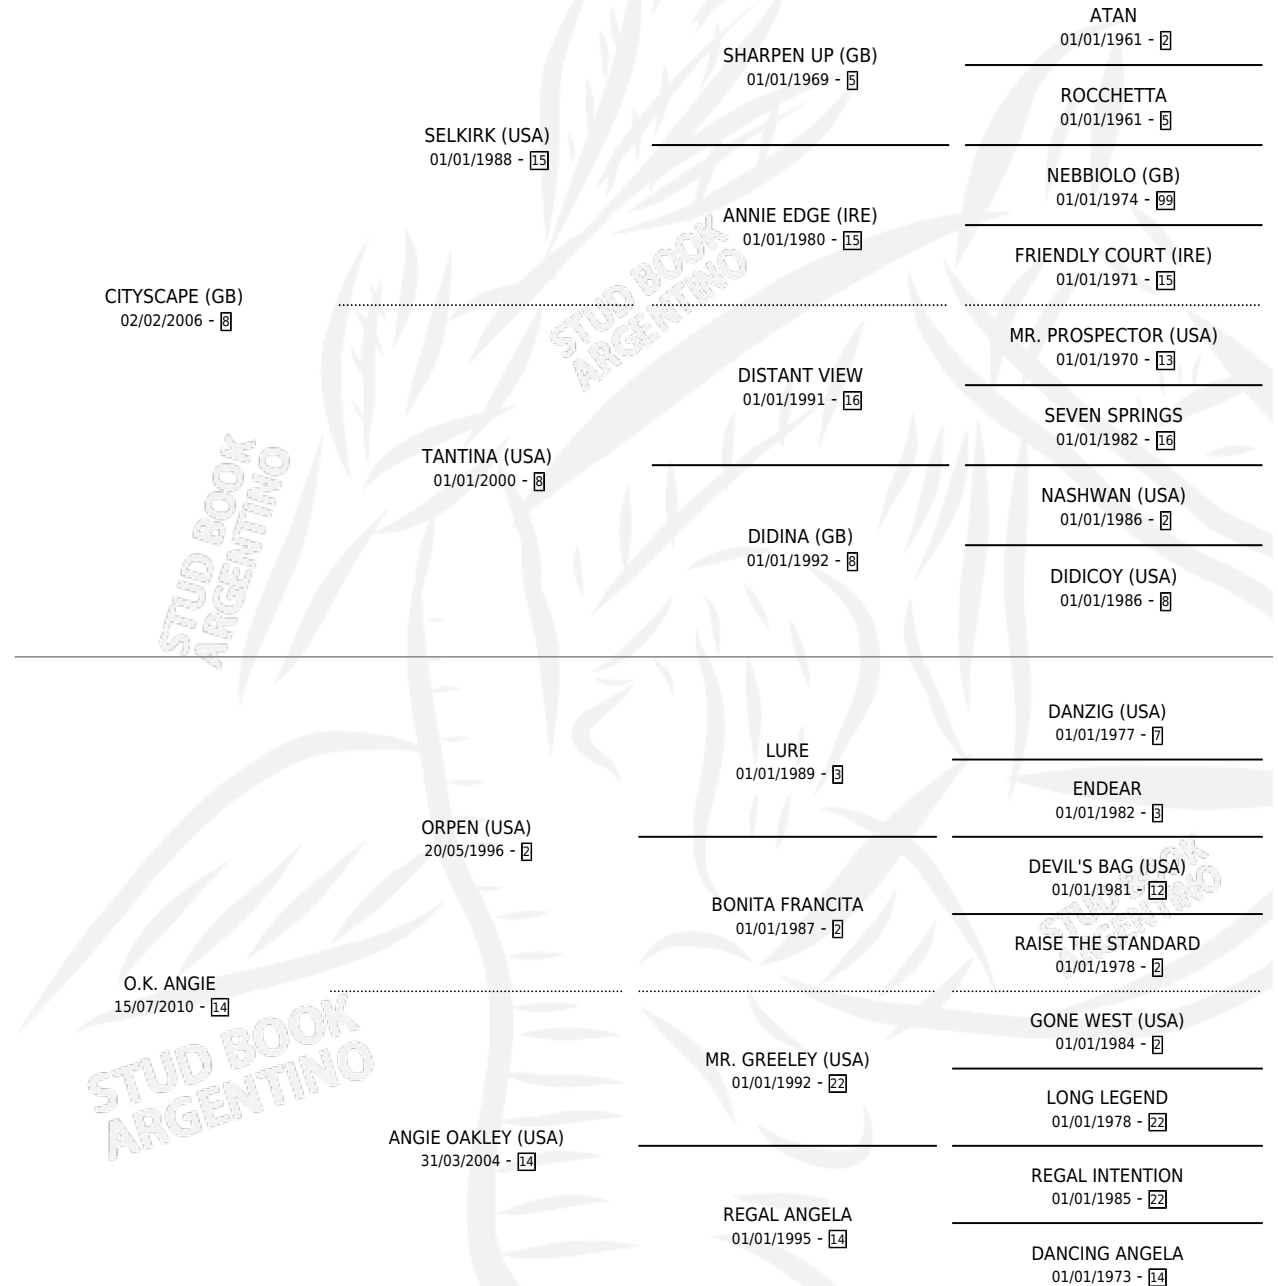 CITYSCAPE (GB)
02/02/2006 - 8
SELKIRK (USA)
01/01/1988 - 15
SHARPEN UP (GB)
01/01/1969 - 5
ATAN
01/01/1961 - 2
ROCCHETTA
01/01/1961 - 5
ANNIE EDGE (IRE)
01/01/1980 - 15
NEBBIOLO (GB)
01/01/1974 - 99
FRIENDLY COURT (IRE)
01/01/1971 - 15
TANTINA (USA)
01/01/2000 - 8
DISTANT VIEW
01/01/1991 - 16
MR. PROSPECTOR (USA)
01/01/1970 - 13
SEVEN SPRINGS
01/01/1982 - 16
DIDINA (GB)
01/01/1992 - 8
NASHWAN (USA)
01/01/1986 - 2
DIDICOY (USA)
01/01/1986 - 8
O.K. ANGIE
15/07/2010 - 14
ORPEN (USA)
20/05/1996 - 2
LURE
01/01/1989 - 3
DANZIG (USA)
01/01/1977 - 7
ENDEAR
01/01/1982 - 3
BONITA FRANCITA
01/01/1987 - 2
DEVIL'S BAG (USA)
01/01/1981 - 12
RAISE THE STANDARD
01/01/1978 - 2
ANGIE OAKLEY (USA)
31/03/2004 - 14
MR. GREELEY (USA)
01/01/1992 - 22
GONE WEST (USA)
01/01/1984 - 2
LONG LEGEND
01/01/1978 - 22
REGAL ANGELA
01/01/1995 - 14
REGAL INTENTION
01/01/1985 - 22
DANCING ANGELA
01/01/1973 - 14
STUD BOOK
ARGENTINO
STUD BOOK
ARGENTINO
STUD BOOK
ARGENTINO
STUD BOOK
ARGENTINO